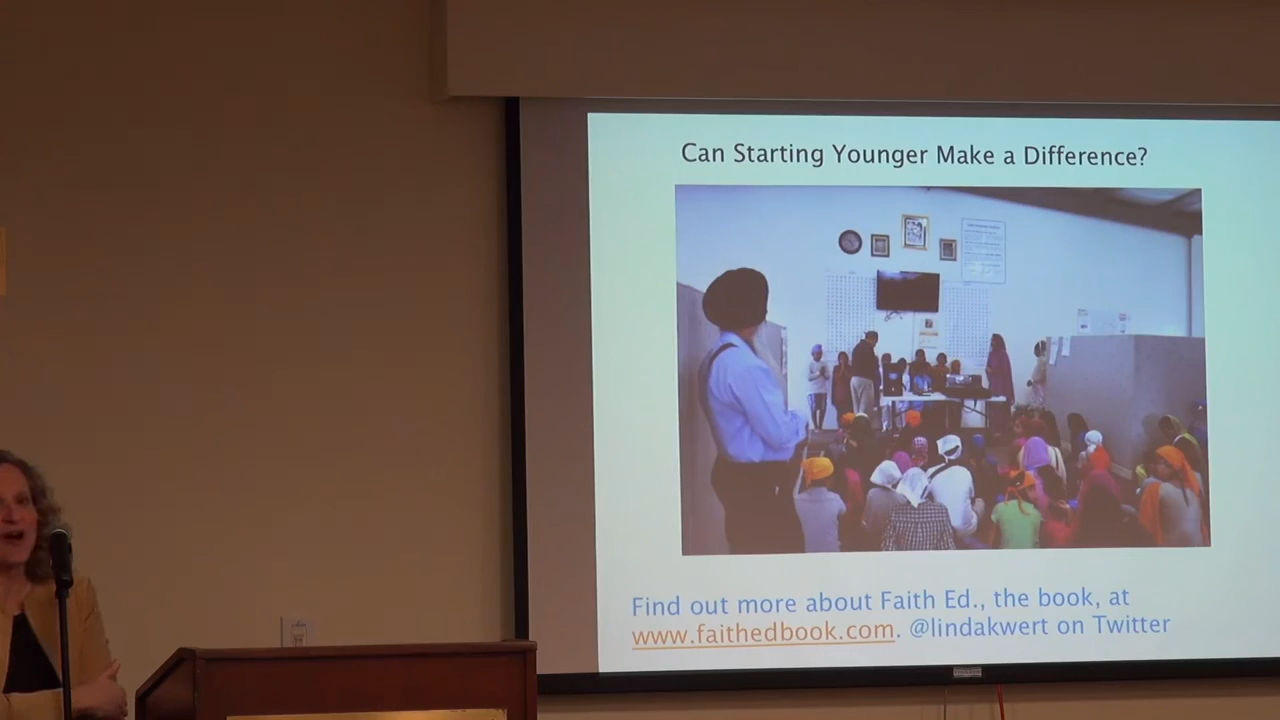 Can Starting Younger Make a Difference?
Find out more about Faith Ed., the book, at
www.faithedbook.com. @lindakwert on Twitter